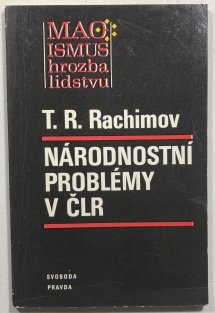 MAO
ISMUS
hrozba
lidstvu
T. R. Rachimov
NÁRODNOSTNÍ
PROBLÉMY
V ČLR
SVOBODA
PRAVDA